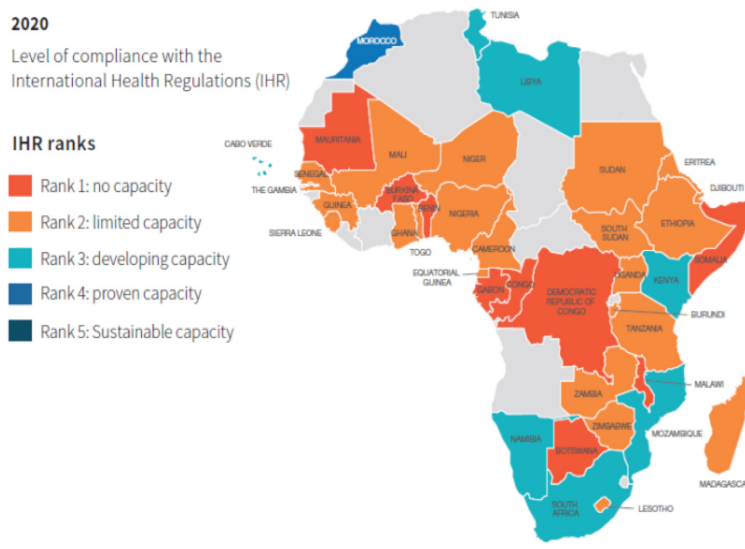 2020
Level of compliance with the
International Health Regulations (IHR)
IHR ranks
Rank 1: no capacity
Rank 2: limited capacity
Rank 3: developing capacity
Rank 4: proven capacity
Rank 5: Sustainable capacity
TUNISIA
MOROCCO
LIBYA
CABO VERDE
MAURITANIA
MALI
NIGER
SUDAN
ERITREA
SENEGAL
THE GAMBIA
BURKINA
FASO
DJIBOUTI
GUINEA
BENIN
NIGERIA
ETHIOPIA
SIERRA LEONE
GHANA
SOUTH
SUDAN
TOGO
CAMEROON
SOMALIA
EQUATORIAL
GUINEA
UGANDA
KENYA
GABON
CONGO
DEMOCRATIC
REPUBLIC OF
CONGO
BURUNDI
TANZANIA
MALAWI
ZAMBIA
ZIMBABWE
MOZAMBIQUE
NAMIBIA
BOTSWANA
MADAGASCA
SOUTH
AFRICA
LESOTHO